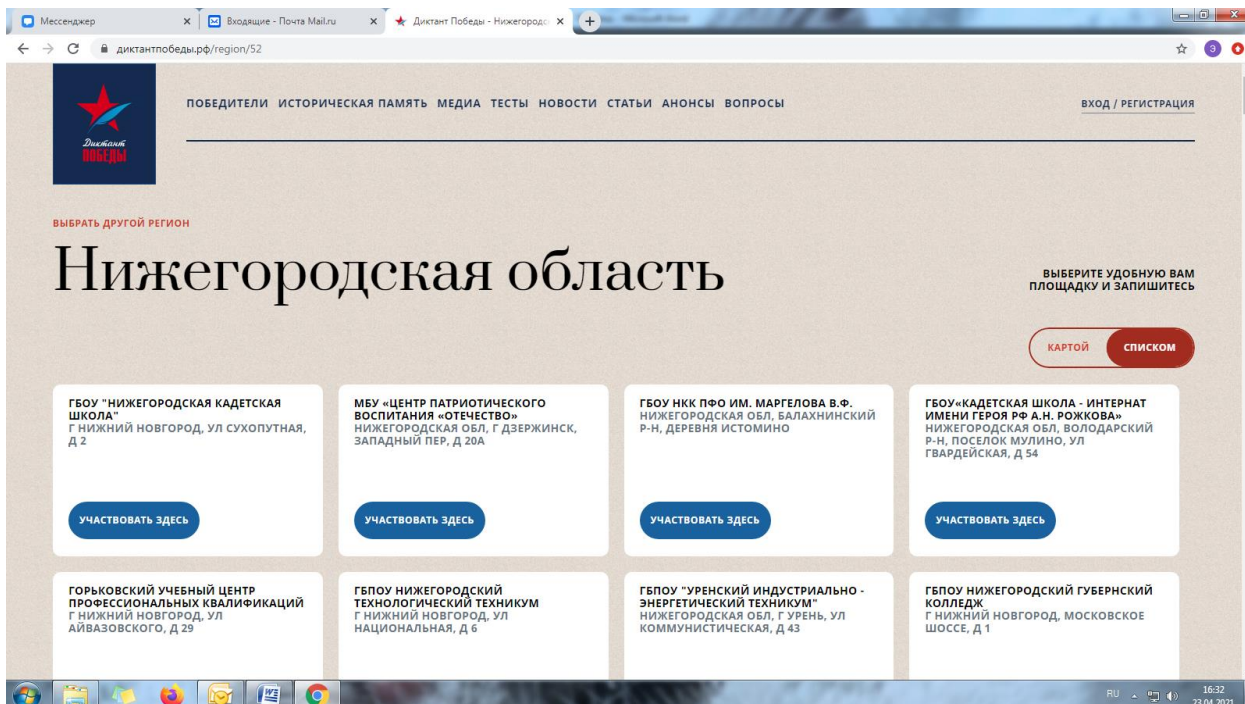 Мессенджер
Входящие - Почта Mail.ru
Диктант Победы - Нижегородс
диктантпобеды.рф/region/52
Э
Диктант
ПОБЕДЫ
ПОБЕДИТЕЛИ ИСТОРИЧЕСКАЯ ПАМЯТЬ МЕДИА ТЕСТЫ НОВОСТИ СТАТЬИ АНОНСЫ ВОПРОСЫ
ВХОД / РЕГИСТРАЦИЯ
ВЫБРАТЬ ДРУГОЙ РЕГИОН
Нижегородская область
ВЫБЕРИТЕ УДОБНУЮ ВАМ
ПЛОЩАДКУ И ЗАПИШИТЕСЬ
КАРТОЙ
СПИСКОМ
ГБОУ "НИЖЕГОРОДСКАЯ КАДЕТСКАЯ
ШКОЛА"
Г НИЖНИЙ НОВГОРОД, УЛ СУХОПУТНАЯ,
Д 2
УЧАСТВОВАТЬ ЗДЕСЬ
МБУ «ЦЕНТР ПАТРИОТИЧЕСКОГО
ВОСПИТАНИЯ «ОТЕЧЕСТВО»
НИЖЕГОРОДСКАЯ ОБЛ, Г ДЗЕРЖИНСК,
ЗАПАДНЫЙ ПЕР, Д 20А
УЧАСТВОВАТЬ ЗДЕСЬ
ГБОУ НКК ПФО ИМ. МАРГЕЛОВА В.Ф.
НИЖЕГОРОДСКАЯ ОБЛ, БАЛАХНИНСКИЙ
Р-Н, ДЕРЕВНЯ ИСТОМИНО
УЧАСТВОВАТЬ ЗДЕСЬ
ГБОУ«КАДЕТСКАЯ ШКОЛА - ИНТЕРНАТ
ИМЕНИ ГЕРОЯ РФ А.Н. РОЖКОВА»
НИЖЕГОРОДСКАЯ ОБЛ, ВОЛОДАРСКИЙ
Р-Н, ПОСЕЛОК МУЛИНО, УЛ
ГВАРДЕЙСКАЯ, Д 54
УЧАСТВОВАТЬ ЗДЕСЬ
ГОРЬКОВСКИЙ УЧЕБНЫЙ ЦЕНТР
ПРОФЕССИОНАЛЬНЫХ КВАЛИФИКАЦИЙ
Г НИЖНИЙ НОВГОРОД, УЛ
АЙВАЗОВСКОГО, Д 29
ГБПОУ НИЖЕГОРОДСКИЙ
ТЕХНОЛОГИЧЕСКИЙ ТЕХНИКУМ
Г НИЖНИЙ НОВГОРОД, УЛ
НАЦИОНАЛЬНАЯ, Д 6
ГБПОУ "УРЕНСКИЙ ИНДУСТРИАЛЬНО -
ЭНЕРГЕТИЧЕСКИЙ ТЕХНИКУМ"
НИЖЕГОРОДСКАЯ ОБЛ, Г УРЕНЬ, УЛ
КОММУНИСТИЧЕСКАЯ, Д 43
ГБПОУ НИЖЕГОРОДСКИЙ ГУБЕРНСКИЙ
КОЛЛЕДЖ
Г НИЖНИЙ НОВГОРОД, МОСКОВСКОЕ
ШОССЕ, Д 1
RU
16:32
23.04.2021